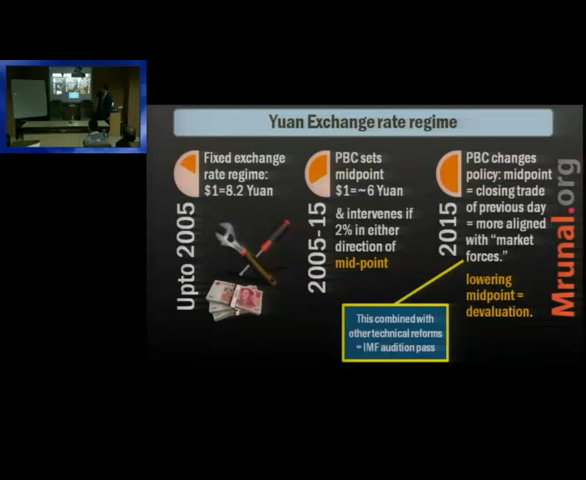 Yuan Exchange rate regime
Upto 2005
Fixed exchange
rate regime:
$1=8.2 Yuan
2005-15
PBC sets
midpoint
$1=~6 Yuan
& intervenes if
2% in either
direction of
mid-point
2015
PBC changes
policy: midpoint
= closing trade
of previous day
= more aligned
with "market
forces."
lowering
midpoint =
devaluation.
This combined with
other technical reforms
= IMF audition pass
Mrunal.org